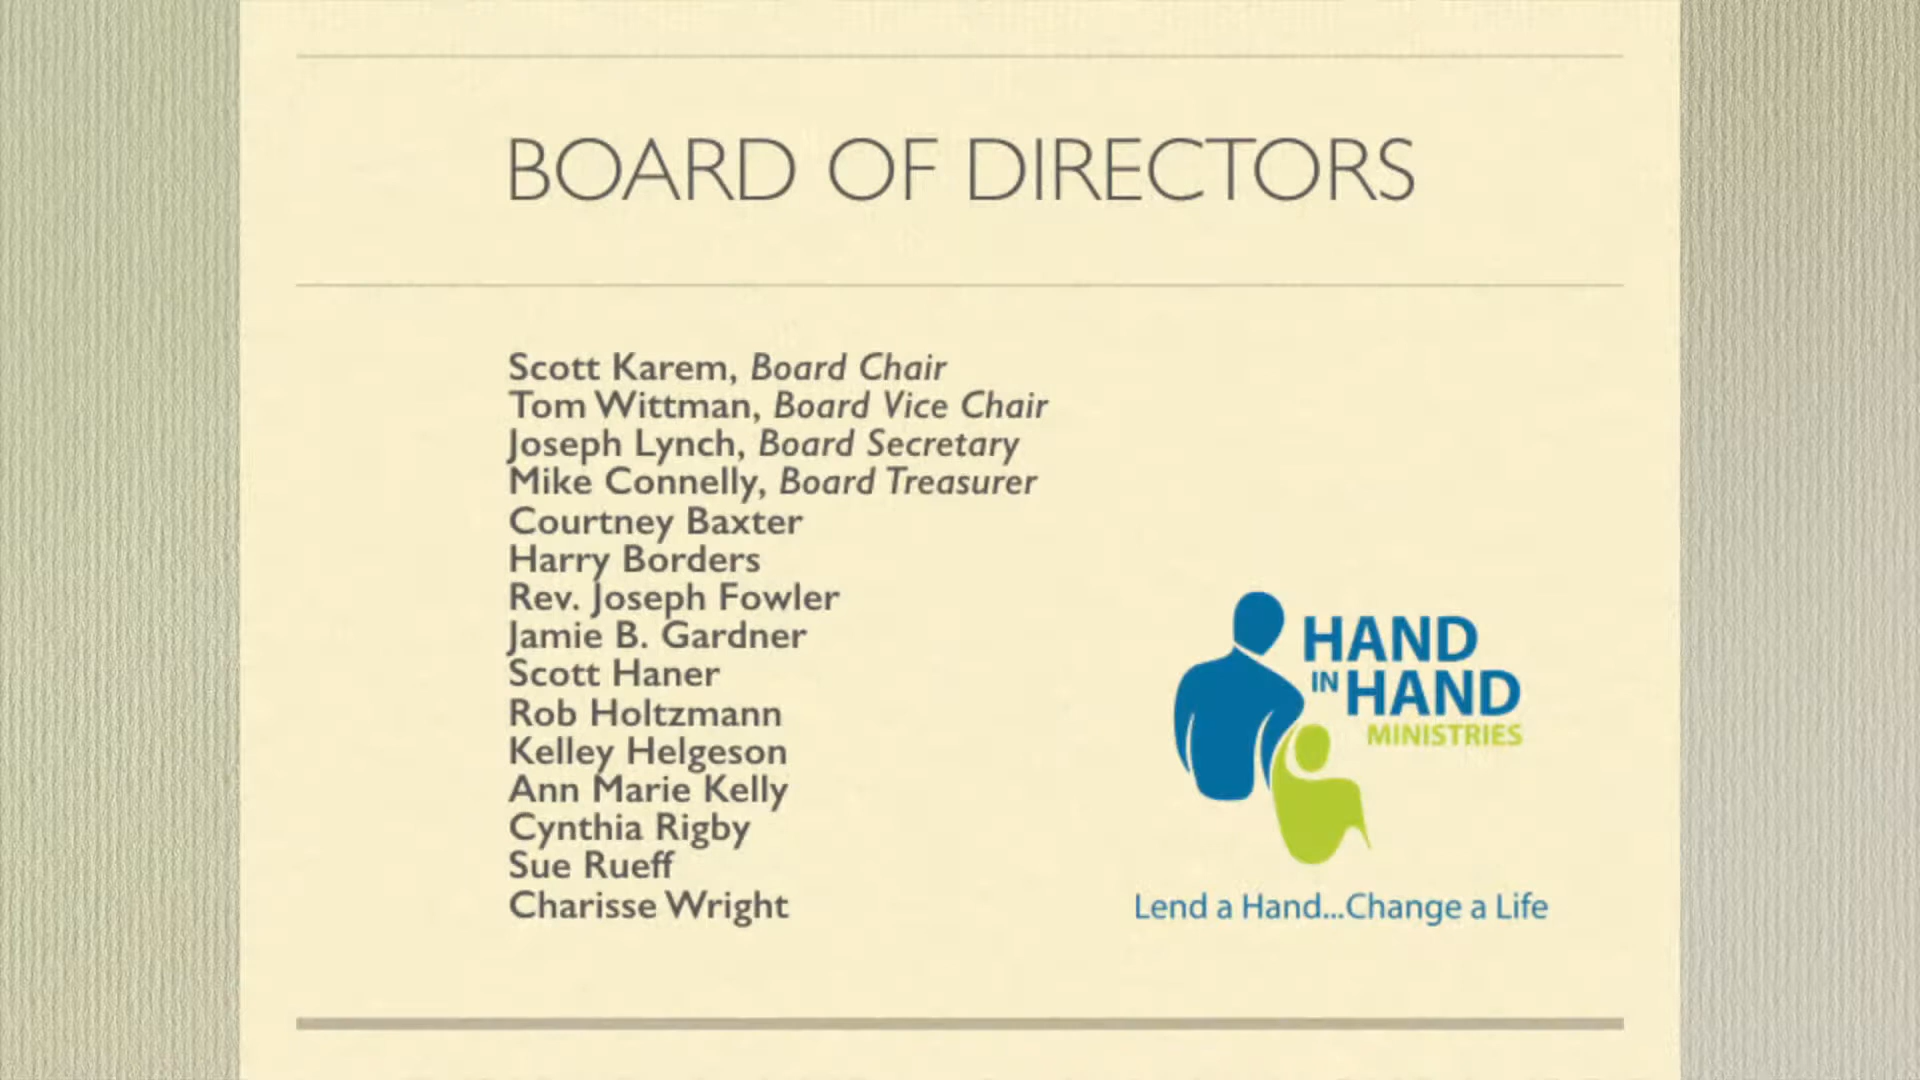 BOARD OF DIRECTORS
Scott Karem, Board Chair
Tom Wittman, Board Vice Chair
Joseph Lynch, Board Secretary
Mike Connelly, Board Treasurer
Courtney Baxter
Harry Borders
Rev. Joseph Fowler
Jamie B. Gardner
Scott Haner
Rob Holtzmann
Kelley Helgeson
Ann Marie Kelly
Cynthia Rigby
Sue Rueff
Charisse Wright
HAND
IN HAND
MINISTRIES
Lend a Hand...Change a Life